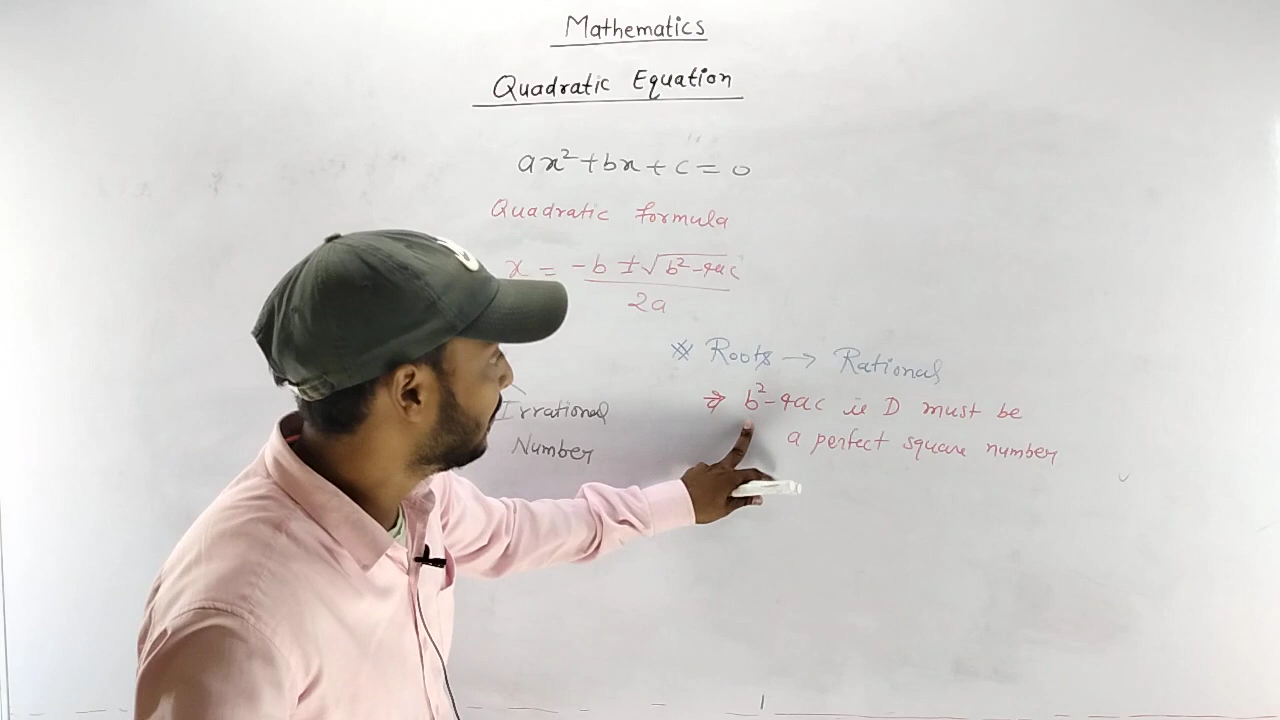 Mathematics
Quadratic Equation
ax² + bx + c = 0
Quadratic formula
x = -b ± √b²-4ac
2a
※ Roots → Rational
⇒ b²-4ac ie D must be
a perfect square number
Irrational
Number